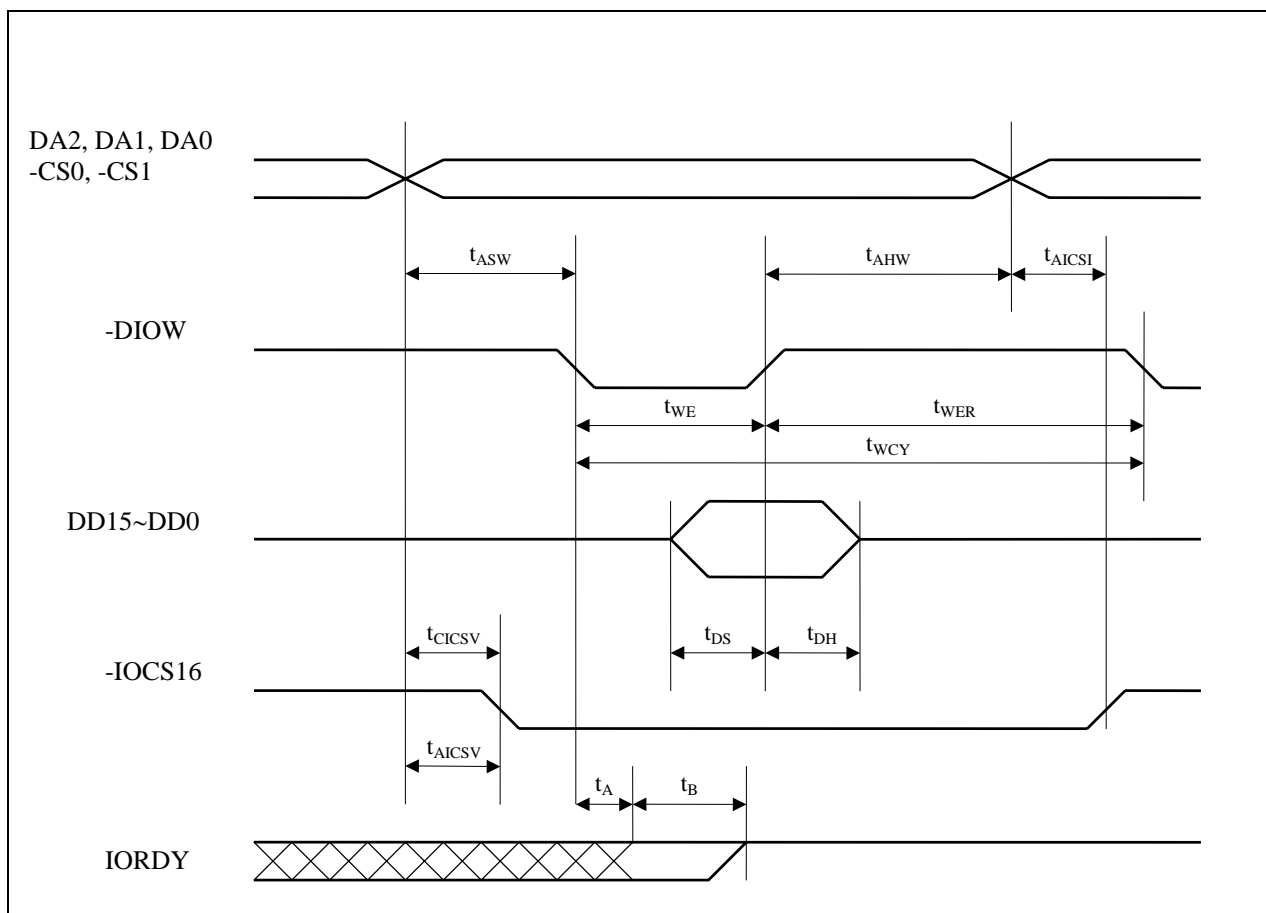 DA2, DA1, DA0
-CS0, -CS1
tASW
tAHW
tAICSI
-DIOW
tWE
tWER
tWCY
DD15~DD0
tCICSV
tDS
tDH
-IOCS16
tAICSV
tA
tB
IORDY